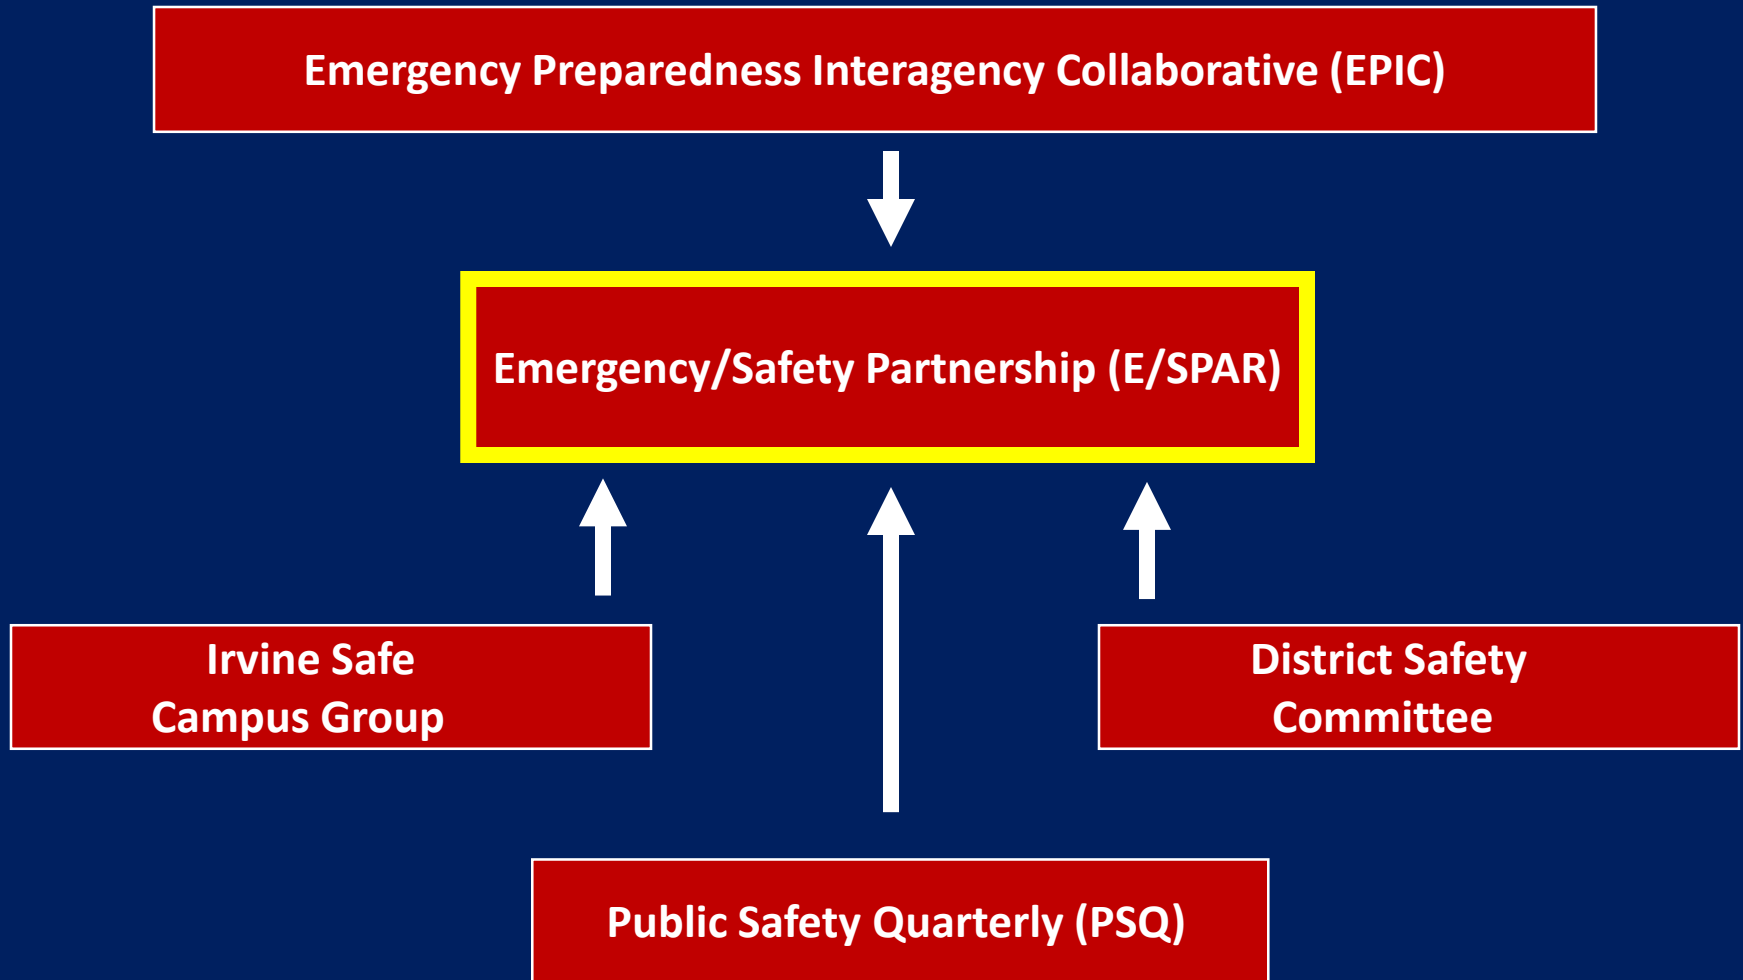 Emergency Preparedness Interagency Collaborative (EPIC)
Emergency/Safety Partnership (E/SPAR)
Irvine Safe
Campus Group
District Safety
Committee
Public Safety Quarterly (PSQ)